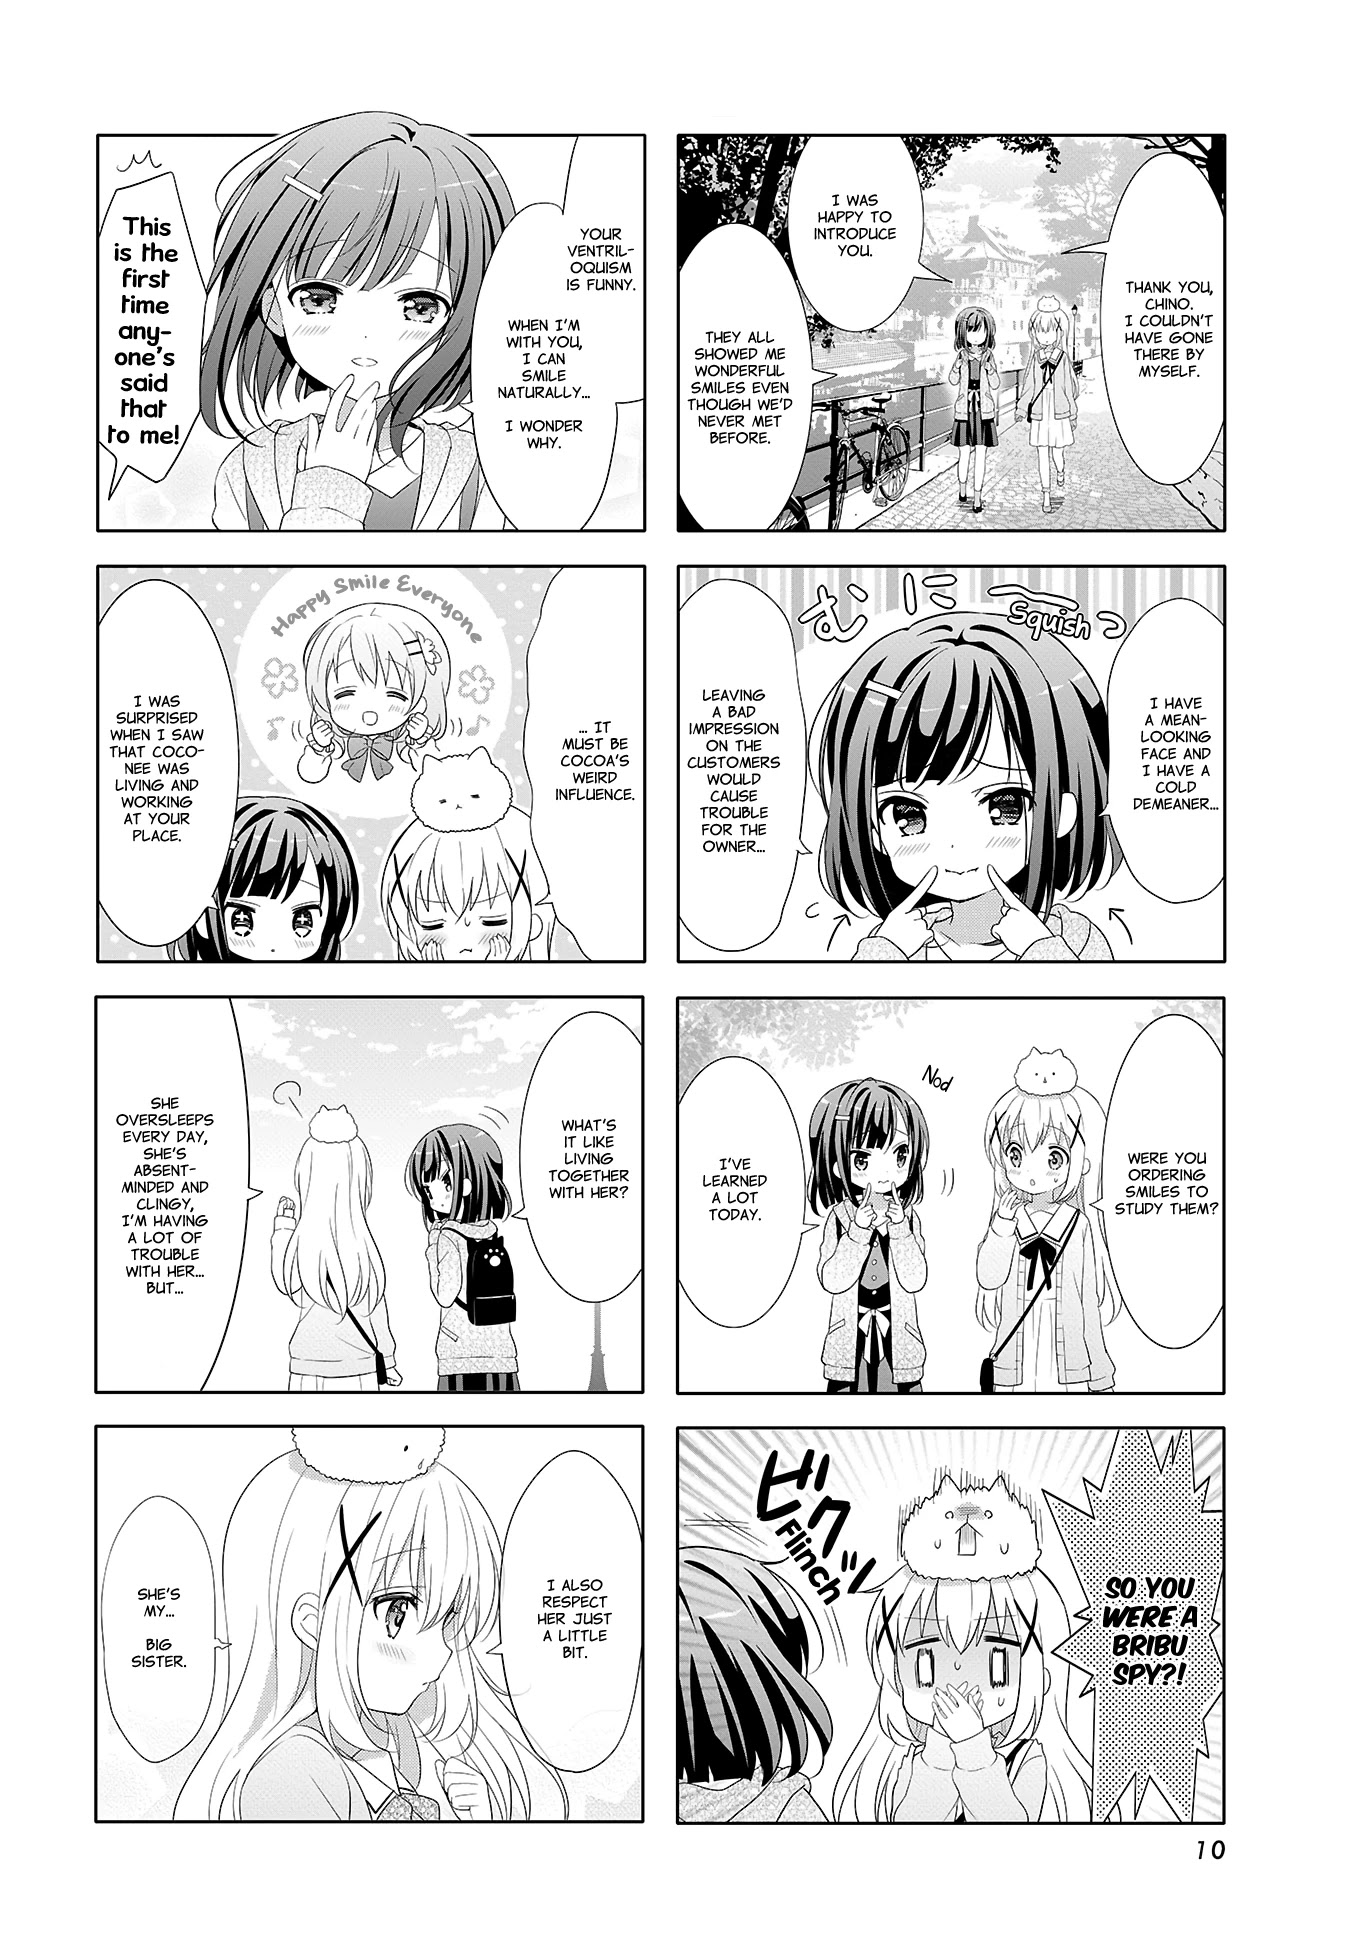 THANK YOU,
CHINO.
I COULDN'T
HAVE GONE
THERE BY
MYSELF.
I WAS
HAPPY TO
INTRODUCE
YOU.
THEY ALL
SHOWED ME
WONDERFUL
SMILES EVEN
THOUGH WE'D
NEVER MET
BEFORE.
むに〜っ
Squish
I HAVE
A MEAN-
LOOKING
FACE AND
I HAVE A
COLD
DEMEANER...
LEAVING
A BAD
IMPRESSION
ON THE
CUSTOMERS
WOULD
CAUSE
TROUBLE
FOR THE
OWNER...
WERE YOU
ORDERING
SMILES TO
STUDY THEM?
Nod
I'VE
LEARNED
A LOT
TODAY.
SO YOU
WERE A
BRIBU
SPY?!
ビクッ
Flinch
YOUR
VENTRIL-
OQUISM
IS FUNNY.
WHEN I'M
WITH YOU,
I CAN
SMILE
NATURALLY...
I WONDER
WHY.
This
is the
first
time
any-
one's
said
that
to me!
... IT
MUST BE
COCOA'S
WEIRD
INFLUENCE.
Happy Smile Everyone
I WAS
SURPRISED
WHEN I SAW
THAT COCO-
NEE WAS
LIVING AND
WORKING
AT YOUR
PLACE.
WHAT'S
IT LIKE
LIVING
TOGETHER
WITH HER?
SHE
OVERSLEEPS
EVERY DAY,
SHE'S
ABSENT-
MINDED AND
CLINGY,
I'M HAVING
A LOT OF
TROUBLE
WITH HER...
BUT...
I ALSO
RESPECT
HER JUST
A LITTLE
BIT.
SHE'S
MY...
BIG
SISTER.
10